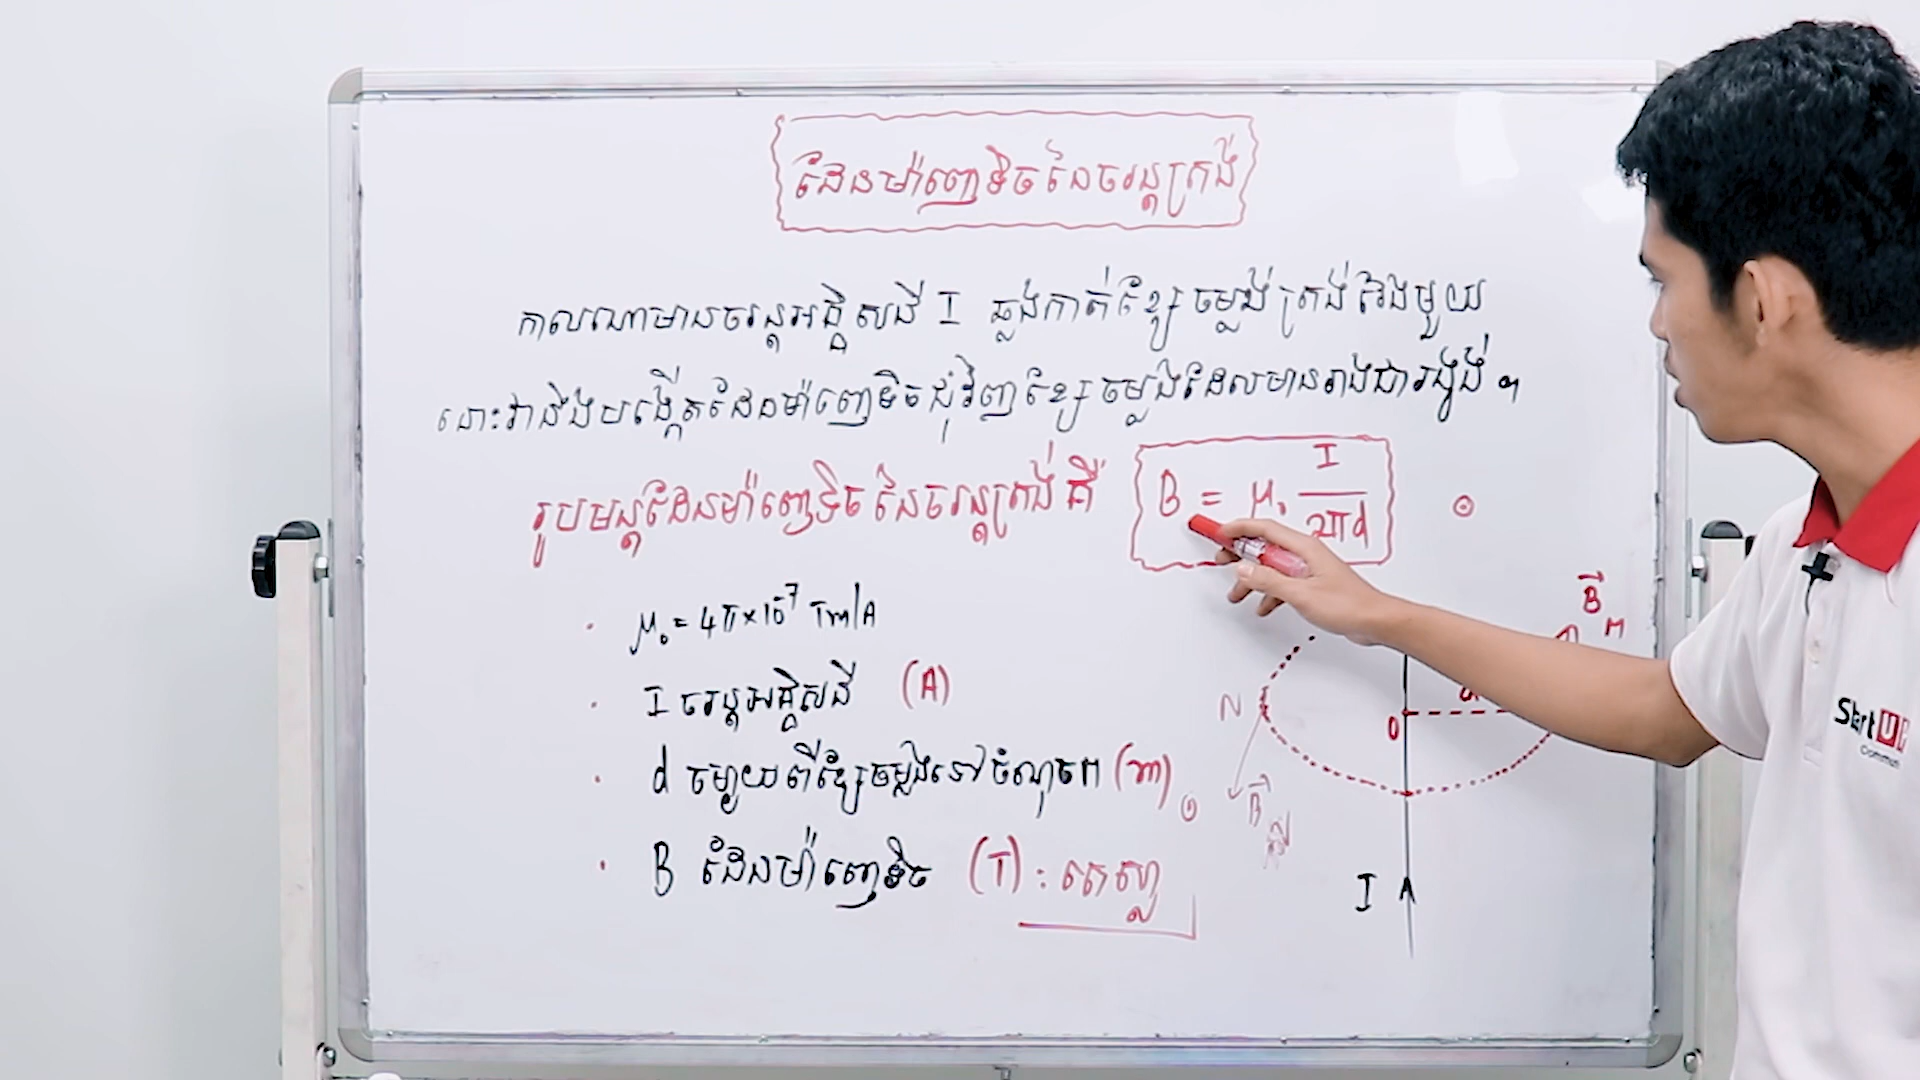 ដែនម៉ាញេទិចនៃចរន្តត្រង់
កាលណាមានចរន្តអគ្គិសនី I ឆ្លងកាត់ខ្សែចម្លងត្រង់វែងមួយ
នោះវានឹងបង្កើតដែនម៉ាញេទិចជុំវិញខ្សែចម្លងដែលមានរាងជារង្វង់ ។
រូបមន្តដែនម៉ាញេទិចនៃចរន្តត្រង់គឺ B = μ₀ I/2πd
· μ₀ = 4π×10⁻⁷ Tm/A
· I ចរន្តអគ្គិសនី (A)
· d ចម្ងាយពីខ្សែចម្លងទៅចំណុច M (m)
· B ដែនម៉ាញេទិច (T) : តេស្លា
B⃗
M
N
O
d
B⃗
I
Start